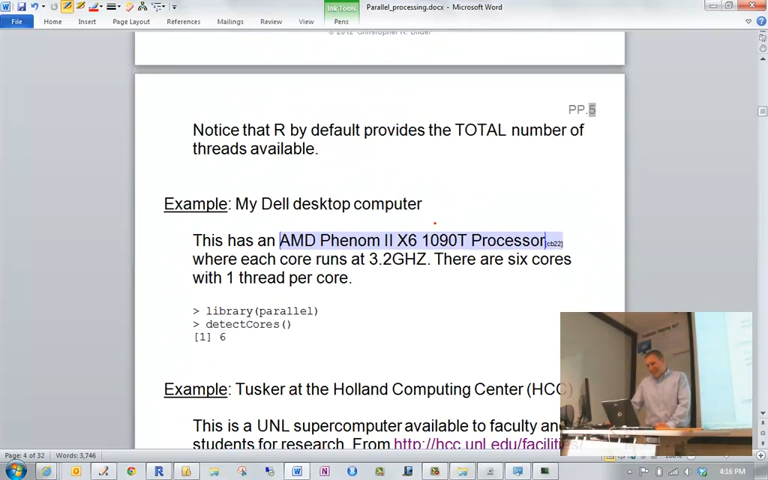 Parallel_processing.docx - Microsoft Word
Ink Tools
File Home Insert Page Layout References Mailings Review View Pens
PP.5
Notice that R by default provides the TOTAL number of
threads available.
Example: My Dell desktop computer
This has an AMD Phenom II X6 1090T Processor[cb22]
where each core runs at 3.2GHZ. There are six cores
with 1 thread per core.
> library(parallel)
> detectCores()
[1] 6
Example: Tusker at the Holland Computing Center (HCC)
This is a UNL supercomputer available to faculty and
students for research. From http://hcc.unl.edu/facilities/
Page: 4 of 32 Words: 3,746
4:16 PM